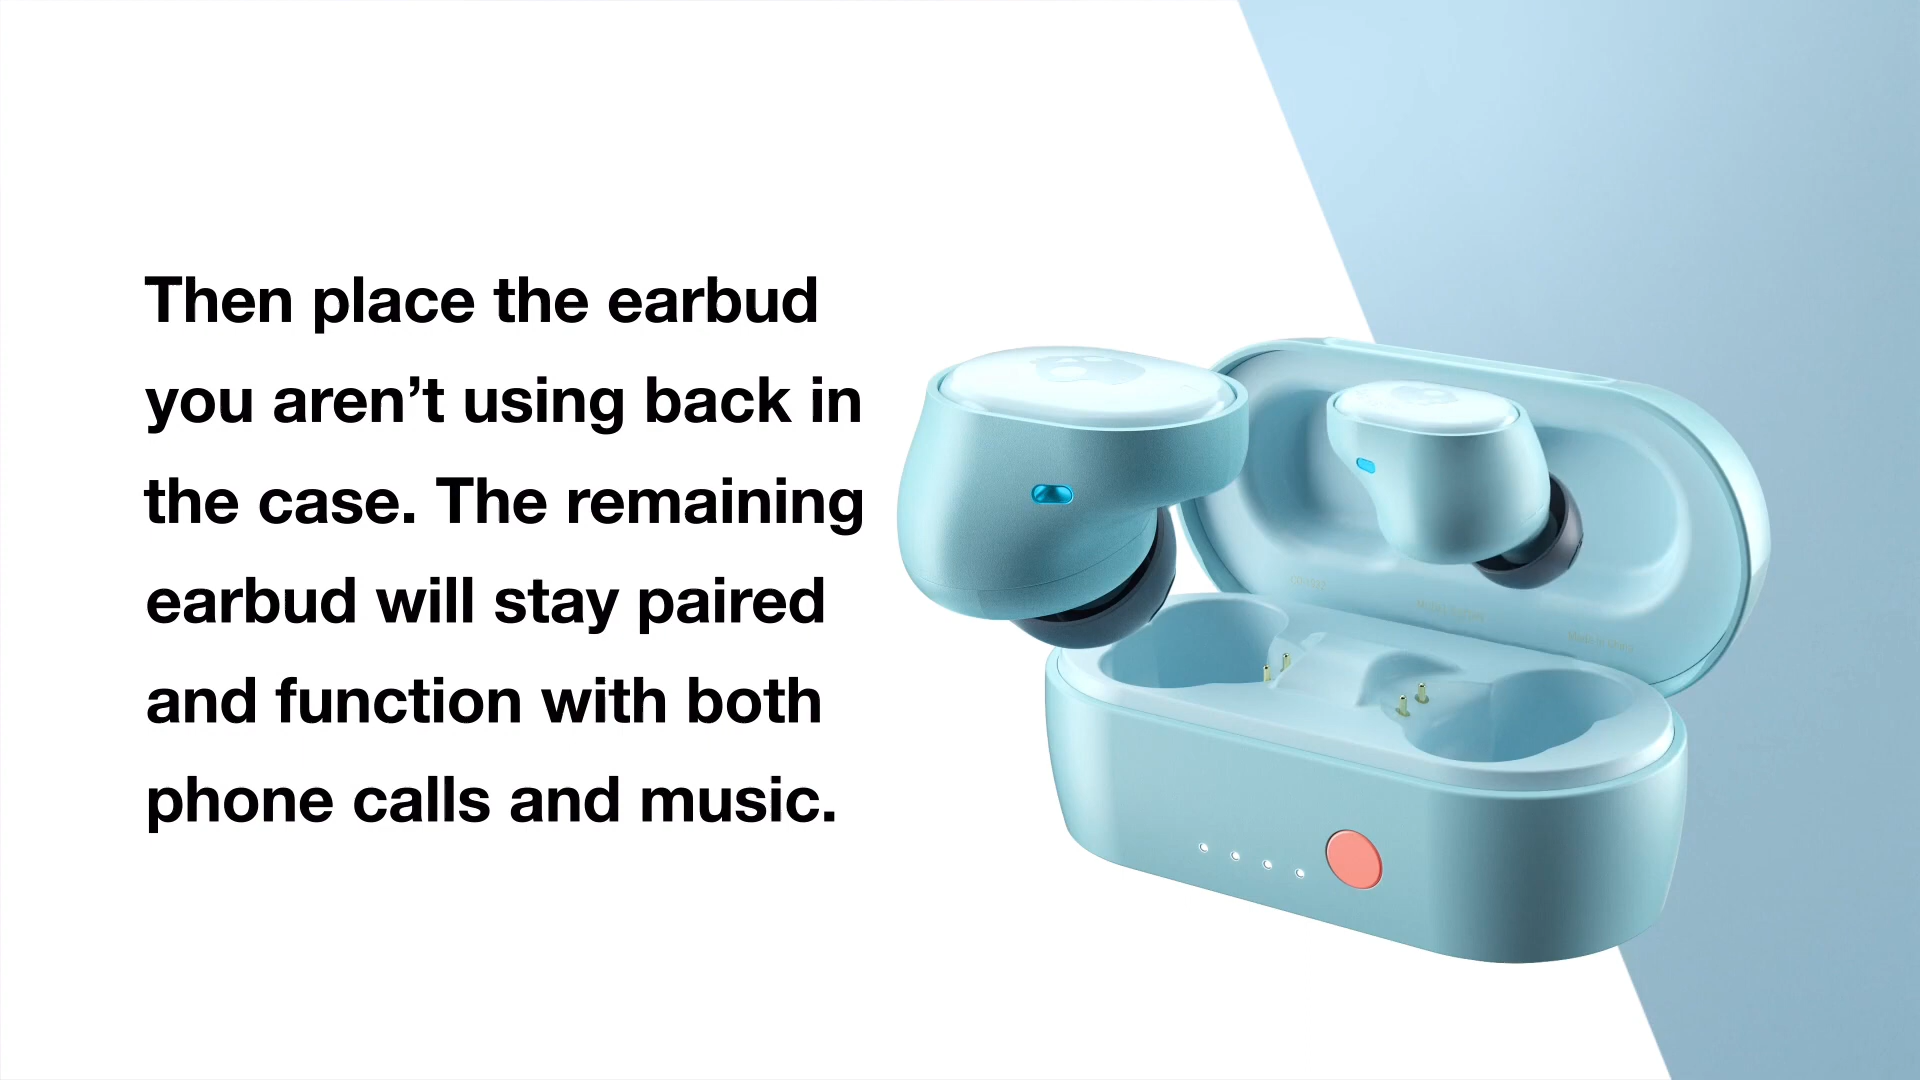 Then place the earbud
you aren’t using back in
the case. The remaining
earbud will stay paired
and function with both
phone calls and music.